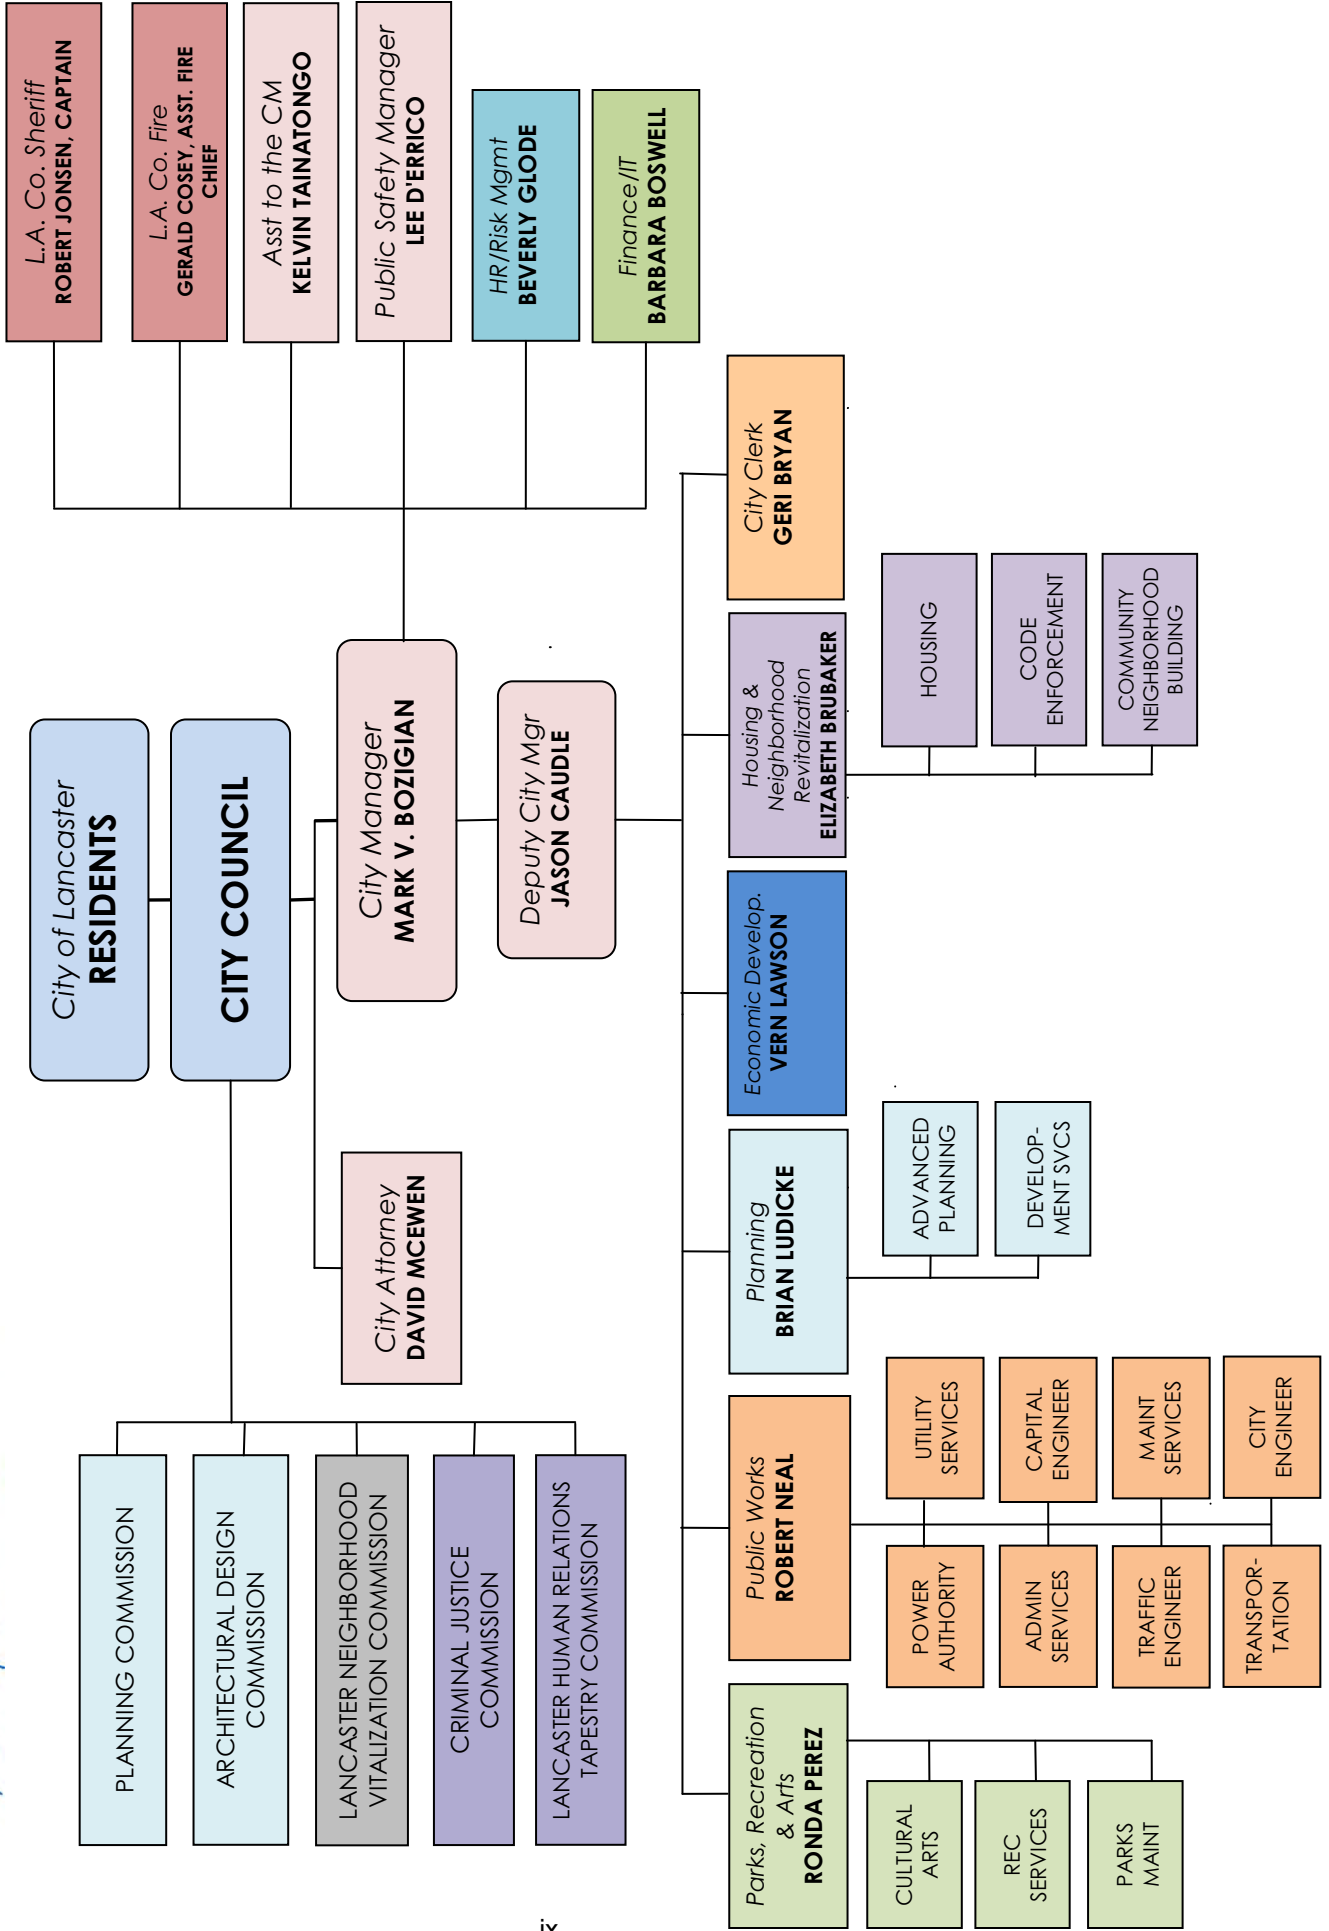 City of Lancaster
RESIDENTS
CITY COUNCIL
PLANNING COMMISSION
ARCHITECTURAL DESIGN
COMMISSION
LANCASTER NEIGHBORHOOD
VITALIZATION COMMISSION
CRIMINAL JUSTICE
COMMISSION
LANCASTER HUMAN RELATIONS
TAPESTRY COMMISSION
City Attorney
DAVID MCEWEN
City Manager
MARK V. BOZIGIAN
Deputy City Mgr
JASON CAUDLE
L.A. Co. Sheriff
ROBERT JONSEN, CAPTAIN
L.A. Co. Fire
GERALD COSEY, ASST. FIRE
CHIEF
Asst to the CM
KELVIN TAINATONGO
Public Safety Manager
LEE D'ERRICO
HR/Risk Mgmt
BEVERLY GLODE
Finance/IT
BARBARA BOSWELL
Parks, Recreation
& Arts
RONDA PEREZ
CULTURAL
ARTS
REC
SERVICES
PARKS
MAINT
Public Works
ROBERT NEAL
POWER
AUTHORITY
UTILITY
SERVICES
ADMIN
SERVICES
CAPITAL
ENGINEER
TRAFFIC
ENGINEER
MAINT
SERVICES
TRANSPOR-
TATION
CITY
ENGINEER
Planning
BRIAN LUDICKE
ADVANCED
PLANNING
DEVELOP-
MENT SVCS
Economic Develop.
VERN LAWSON
Housing &
Neighborhood
Revitalization
ELIZABETH BRUBAKER
HOUSING
CODE
ENFORCEMENT
COMMUNITY
NEIGHBORHOOD
BUILDING
City Clerk
GERI BRYAN
ix